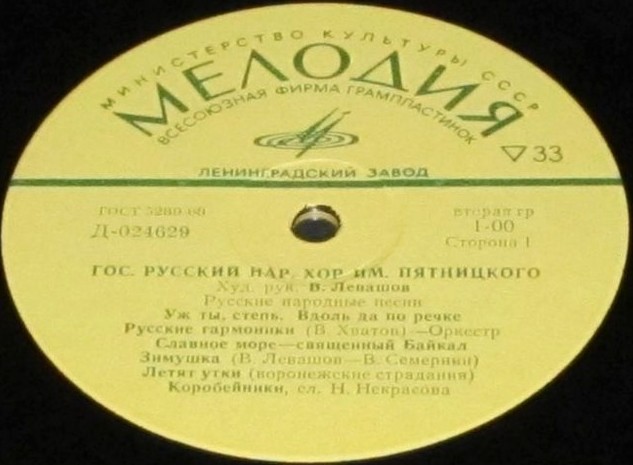 МИНИСТЕРСТВО КУЛЬТУРЫ СССР
МЕЛОДИЯ
ВСЕСОЮЗНАЯ ФИРМА ГРАМПЛАСТИНОК
33
ЛЕНИНГРАДСКИЙ ЗАВОД
ГОСТ 5289-68
вторая гр
Д-024629
1-00
Сторона 1
ГОС. РУССКИЙ НАР. ХОР ИМ. ПЯТНИЦКОГО
Худ. рук. В. Левашов
Русские народные песни
Уж ты, степь. Вдоль да по речке
Русские гармоники (В. Хватов)—Оркестр
Славное море—священный Байкал
Зимушка (В. Левашов—В. Семернин)
Летят утки (воронежские страдания)
Коробейники, сл. Н. Некрасова